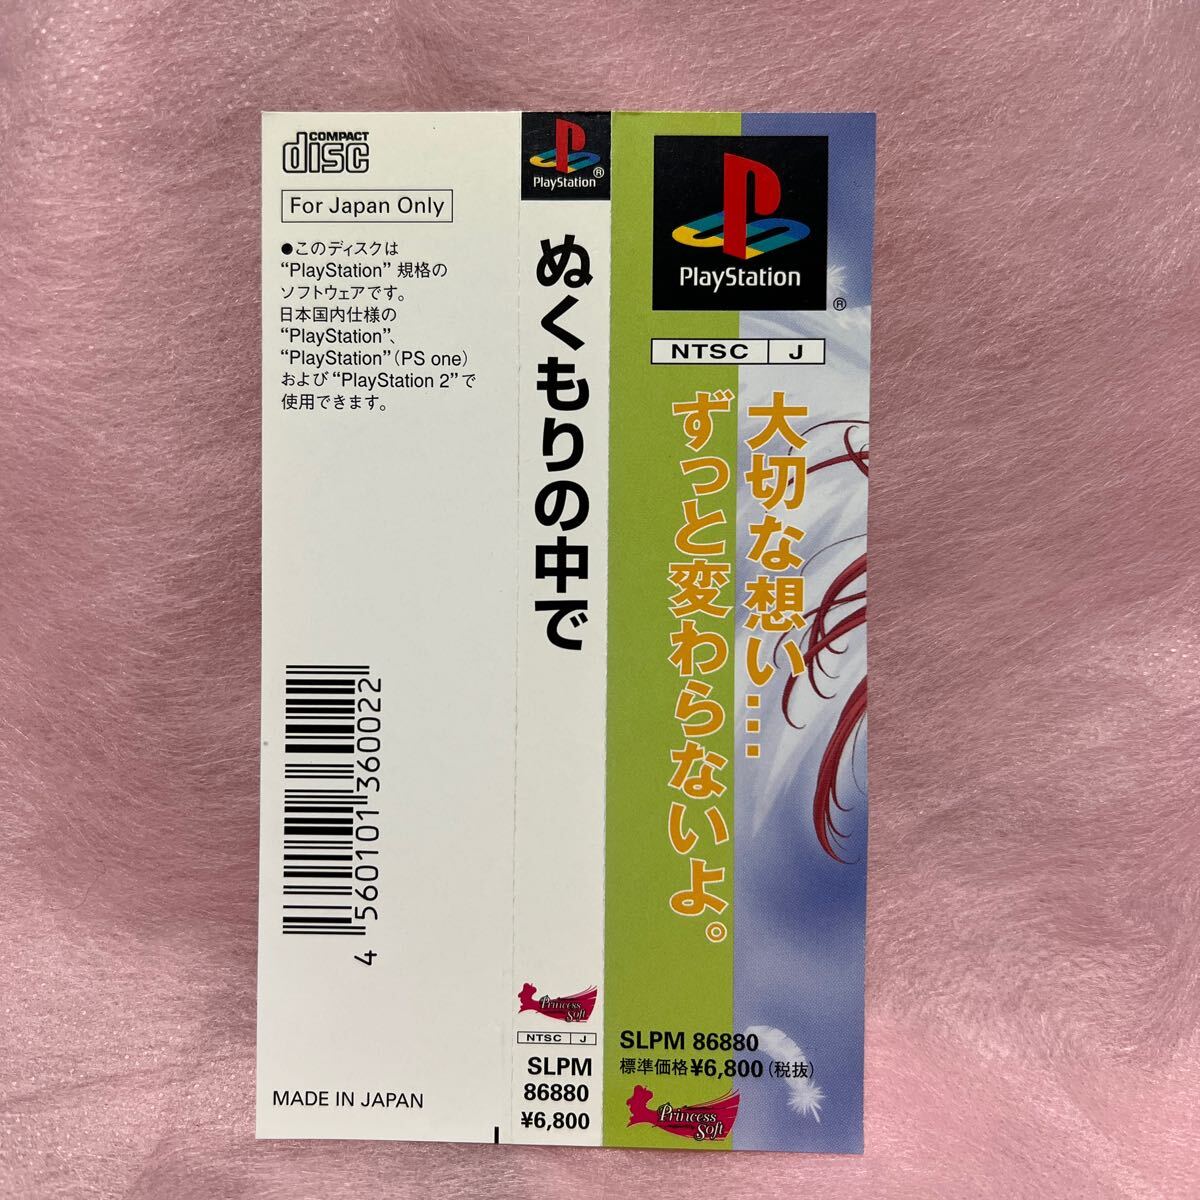 COMPACT
disc
For Japan Only
●このディスクは
“PlayStation” 規格の
ソフトウェアです。
日本国内仕様の
“PlayStation”、
“PlayStation”(PS one)
および “PlayStation 2” で
使用できます。
4 560101 360022
MADE IN JAPAN
PlayStation®
ぬくもりの中で
Princess
Soft
NTSC J
SLPM
86880
¥6,800
PlayStation
®
NTSC J
大切な想い…
ずっと変わらないよ。
SLPM 86880
標準価格¥6,800(税抜)
Princess
Soft